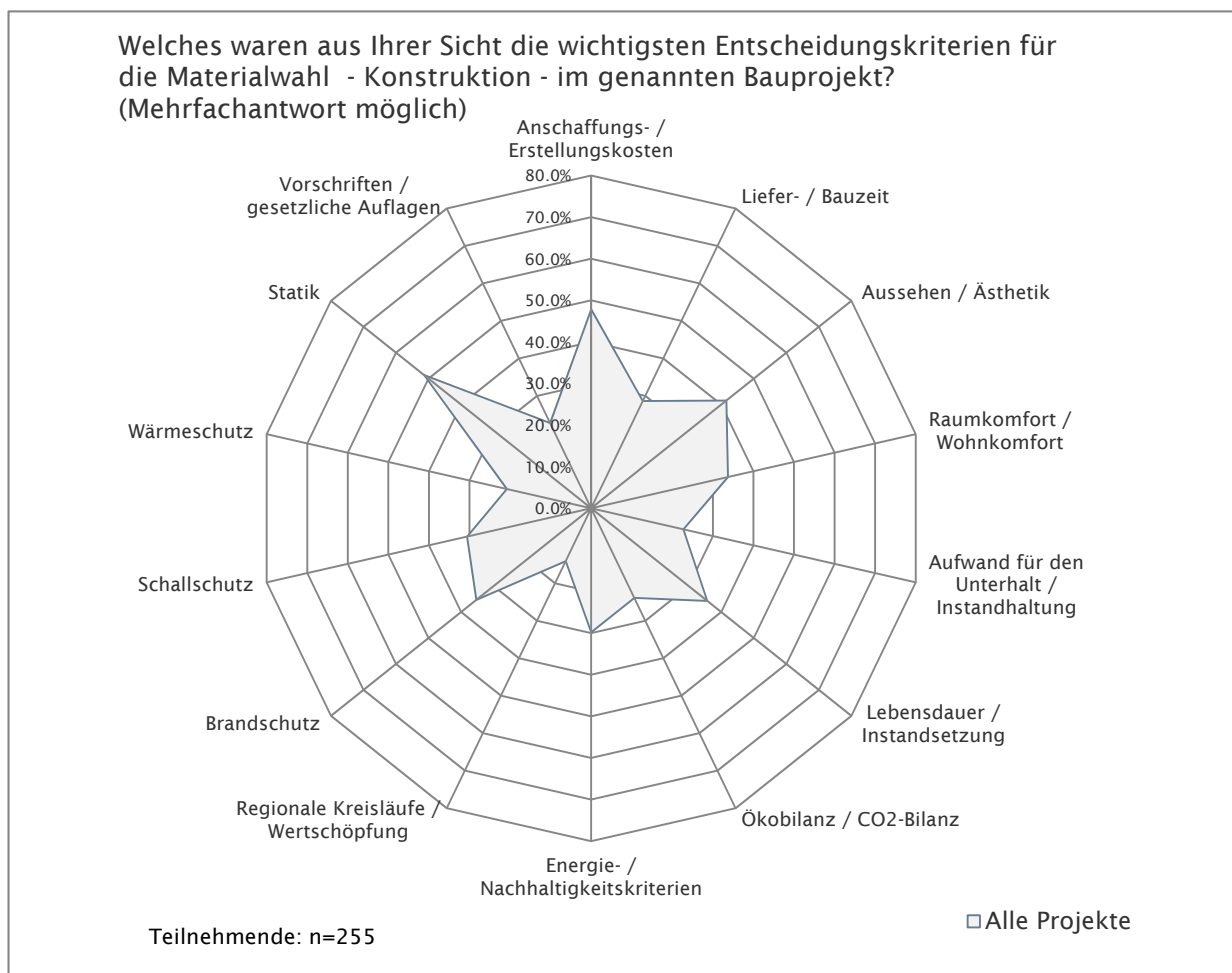 Welches waren aus Ihrer Sicht die wichtigsten Entscheidungskriterien für
die Materialwahl  - Konstruktion - im genannten Bauprojekt?
(Mehrfachantwort möglich)
Anschaffungs- /
Erstellungskosten
Liefer- / Bauzeit
Aussehen / Ästhetik
Raumkomfort /
Wohnkomfort
Aufwand für den
Unterhalt /
Instandhaltung
Lebensdauer /
Instandsetzung
Ökobilanz / CO2-Bilanz
Energie- /
Nachhaltigkeitskriterien
Regionale Kreisläufe /
Wertschöpfung
Brandschutz
Schallschutz
Wärmeschutz
Statik
Vorschriften /
gesetzliche Auflagen
80.0%
70.0%
60.0%
50.0%
40.0%
30.0%
20.0%
10.0%
0.0%
Teilnehmende: n=255
Alle Projekte